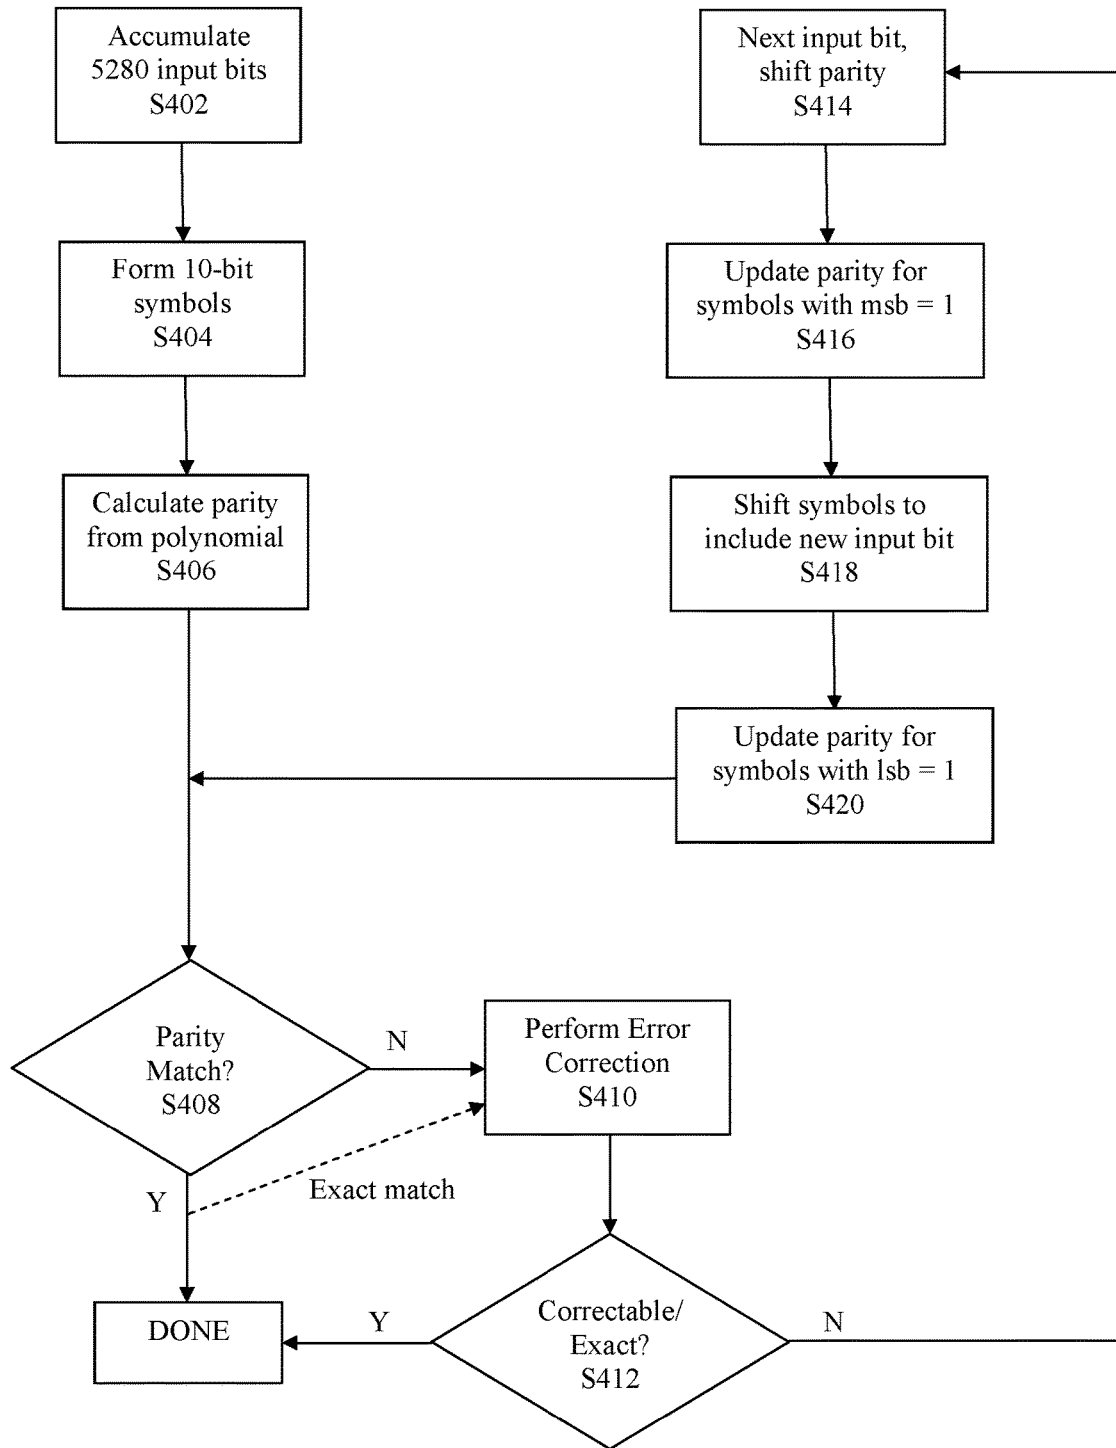 Accumulate
5280 input bits
S402
Form 10-bit
symbols
S404
Calculate parity
from polynomial
S406
Next input bit,
shift parity
S414
Update parity for
symbols with msb = 1
S416
Shift symbols to
include new input bit
S418
Update parity for
symbols with lsb = 1
S420
Parity
Match?
S408
N
Perform Error
Correction
S410
Y
Exact match
DONE
Y
Correctable/
Exact?
S412
N